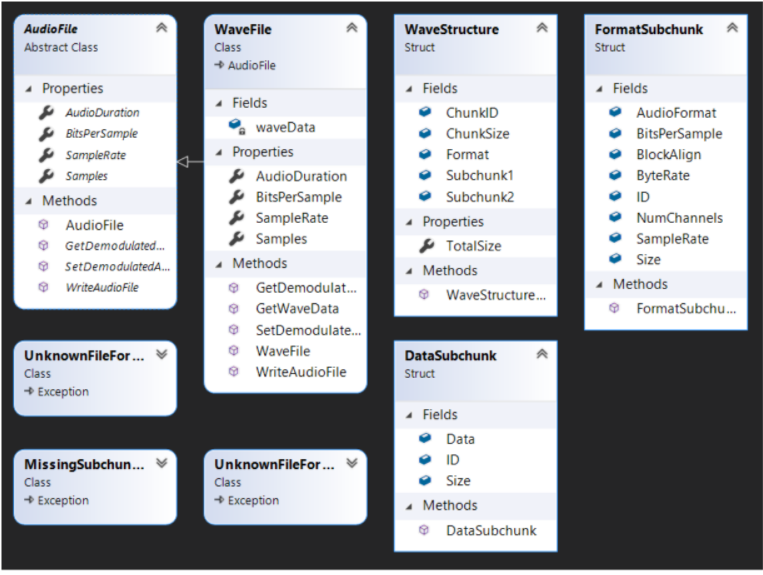 AudioFile
Abstract Class
Properties
AudioDuration
BitsPerSample
SampleRate
Samples
Methods
AudioFile
GetDemodulated...
SetDemodulatedA...
WriteAudioFile
WaveFile
Class
AudioFile
Fields
waveData
Properties
AudioDuration
BitsPerSample
SampleRate
Samples
Methods
GetDemodulat...
GetWaveData
SetDemodulate...
WaveFile
WriteAudioFile
WaveStructure
Struct
Fields
ChunkID
ChunkSize
Format
Subchunk1
Subchunk2
Properties
TotalSize
Methods
WaveStructure...
FormatSubchunk
Struct
Fields
AudioFormat
BitsPerSample
BlockAlign
ByteRate
ID
NumChannels
SampleRate
Size
Methods
FormatSubchu...
UnknownFileFor...
Class
Exception
DataSubchunk
Struct
Fields
Data
ID
Size
Methods
DataSubchunk
MissingSubchun...
Class
Exception
UnknownFileFor...
Class
Exception